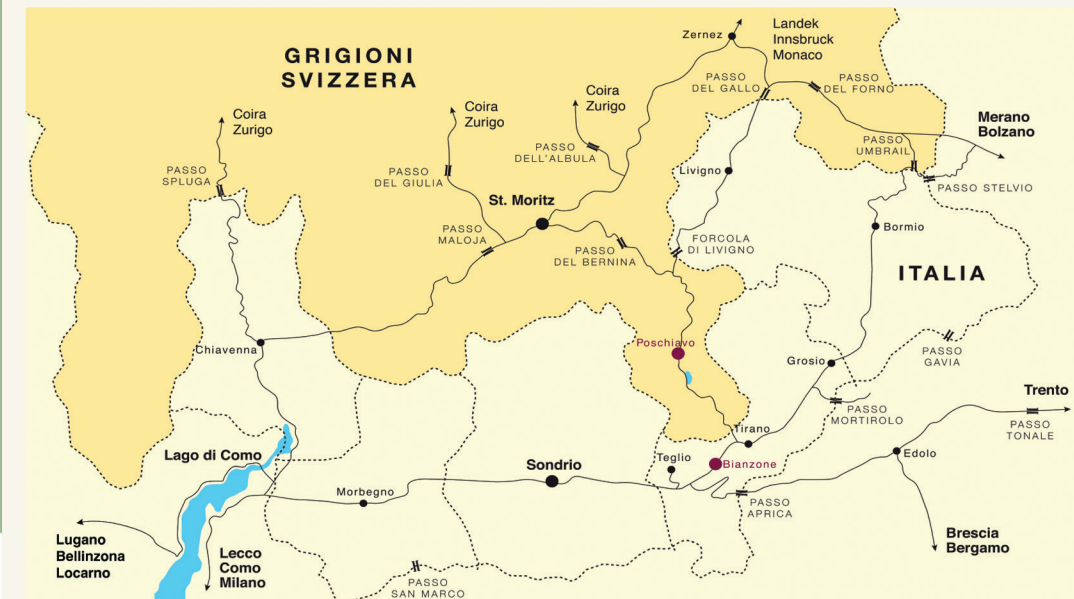 GRIGIONI
SVIZZERA
Zernez
Landek
Innsbruck
Monaco
PASSO
DEL GALLO
PASSO
DEL FORNO
Coira
Zurigo
Coira
Zurigo
Coira
Zurigo
Merano
Bolzano
PASSO
SPLUGA
PASSO
DEL GIULIA
PASSO
DELL'ALBULA
Livigno
PASSO
UMBRAIL
PASSO STELVIO
St. Moritz
PASSO
MALOJA
PASSO
DEL BERNINA
FORCOLA
DI LIVIGNO
Bormio
ITALIA
Chiavenna
Poschiavo
Grosio
PASSO
GAVIA
PASSO
MORTIROLO
Trento
PASSO
TONALE
Tirano
Lago di Como
Sondrio
Teglio
Bianzone
Edolo
Morbegno
PASSO
APRICA
Lugano
Bellinzona
Locarno
Lecco
Como
Milano
PASSO
SAN MARCO
Brescia
Bergamo